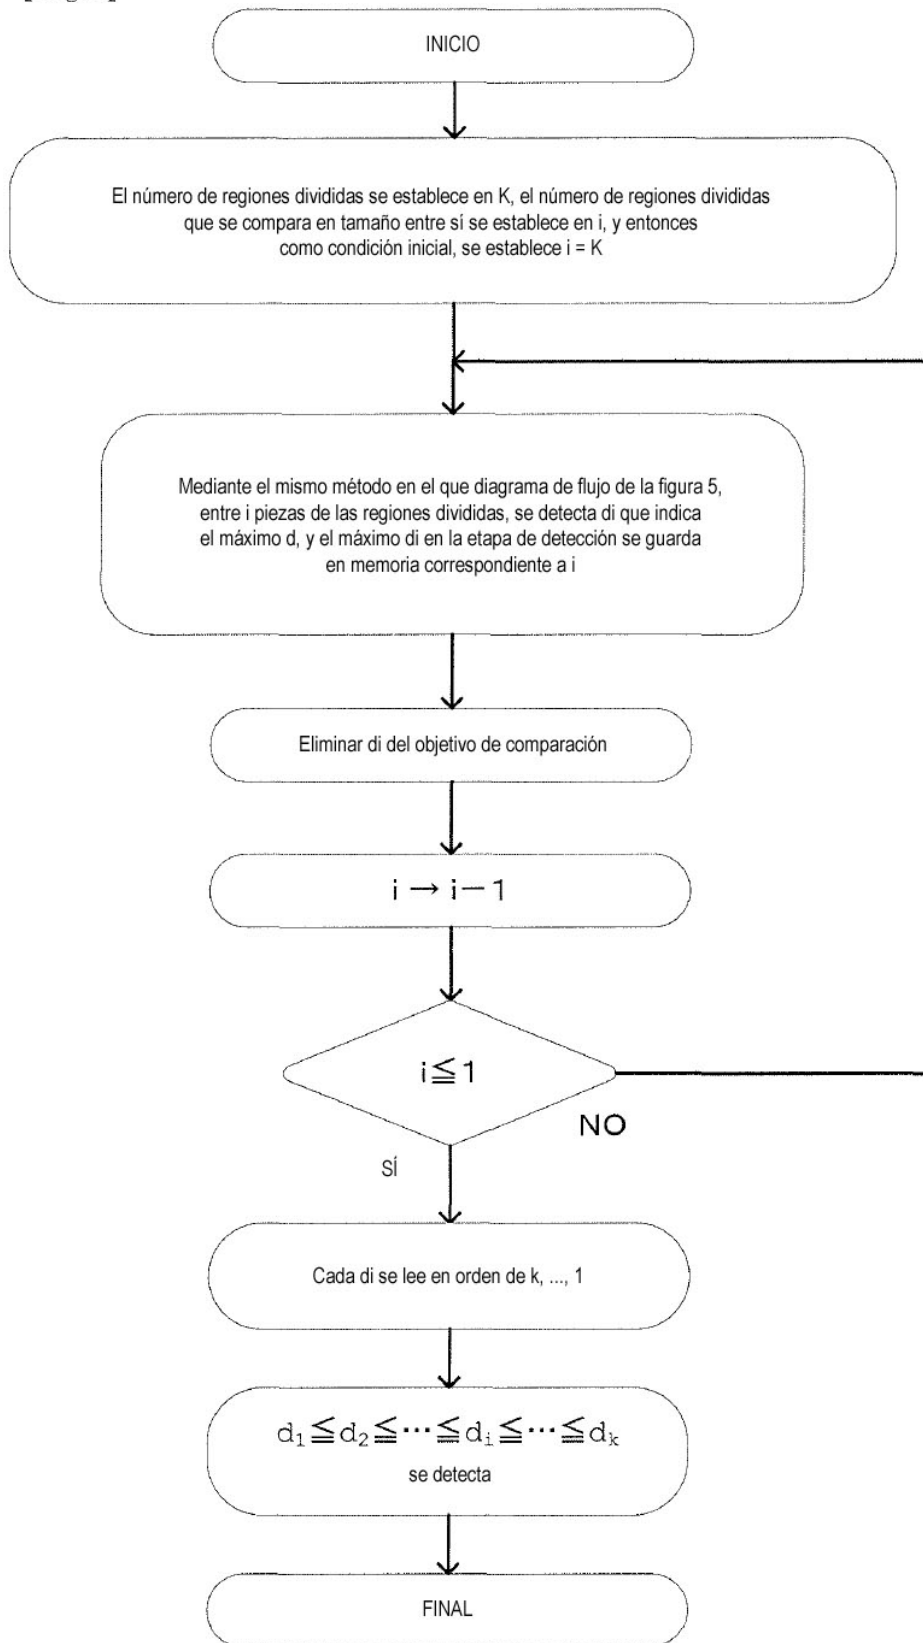 INICIO
El número de regiones divididas se establece en K, el número de regiones divididas
que se compara en tamaño entre sí se establece en i, y entonces
como condición inicial, se establece i = K
Mediante el mismo método en el que diagrama de flujo de la figura 5,
entre i piezas de las regiones divididas, se detecta di que indica
el máximo d, y el máximo di en la etapa de detección se guarda
en memoria correspondiente a i
Eliminar di del objetivo de comparación
i → i－1
i≦1
NO
SÍ
Cada di se lee en orden de k, ..., 1
d₁≦d₂≦⋯≦dᵢ≦⋯≦dₖ
se detecta
FINAL